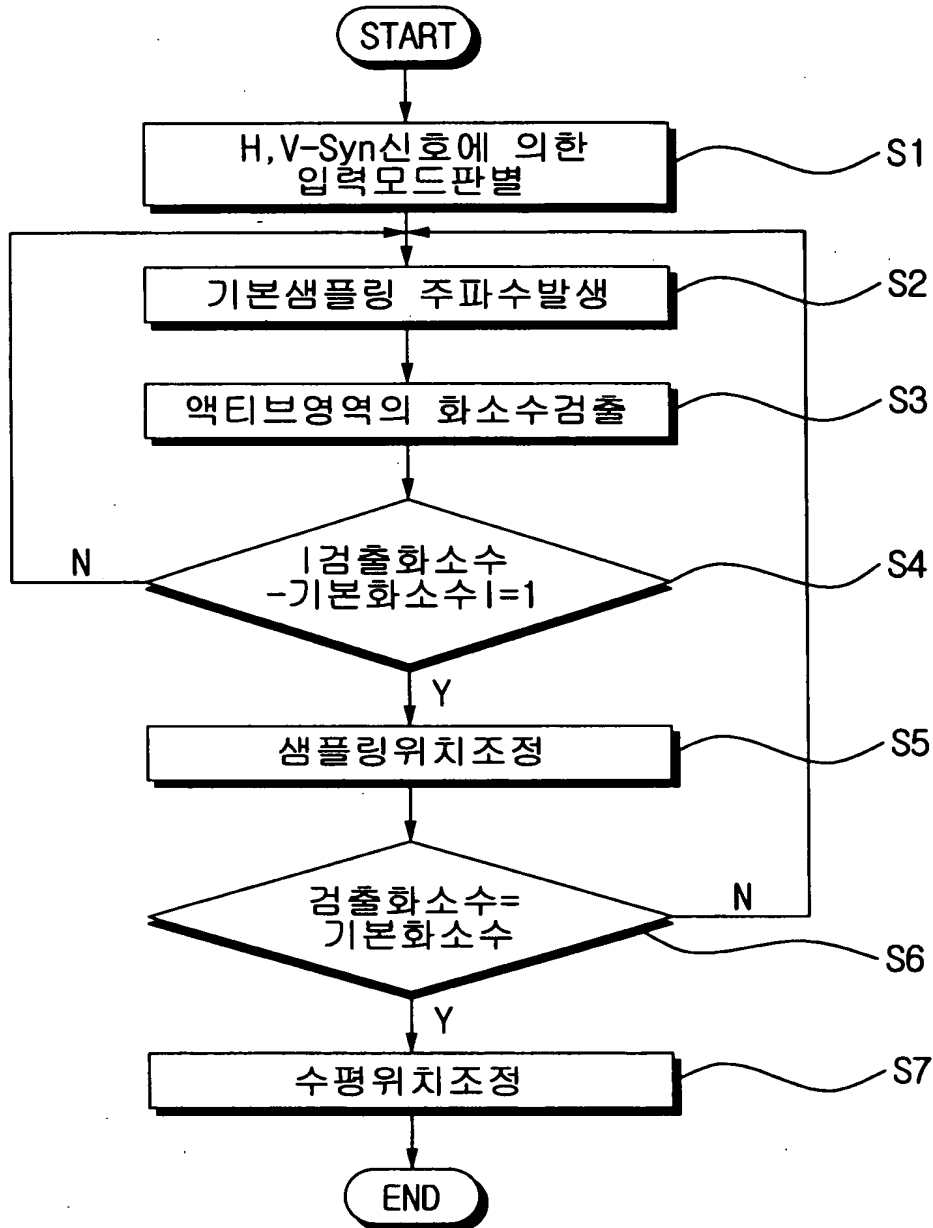 START
H,V-Syn신호에 의한
입력모드판별
S1
기본샘플링 주파수발생
S2
액티브영역의 화소수검출
S3
|검출화소수
-기본화소수|=1
N
S4
Y
샘플링위치조정
S5
검출화소수=
기본화소수
N
S6
Y
수평위치조정
S7
END